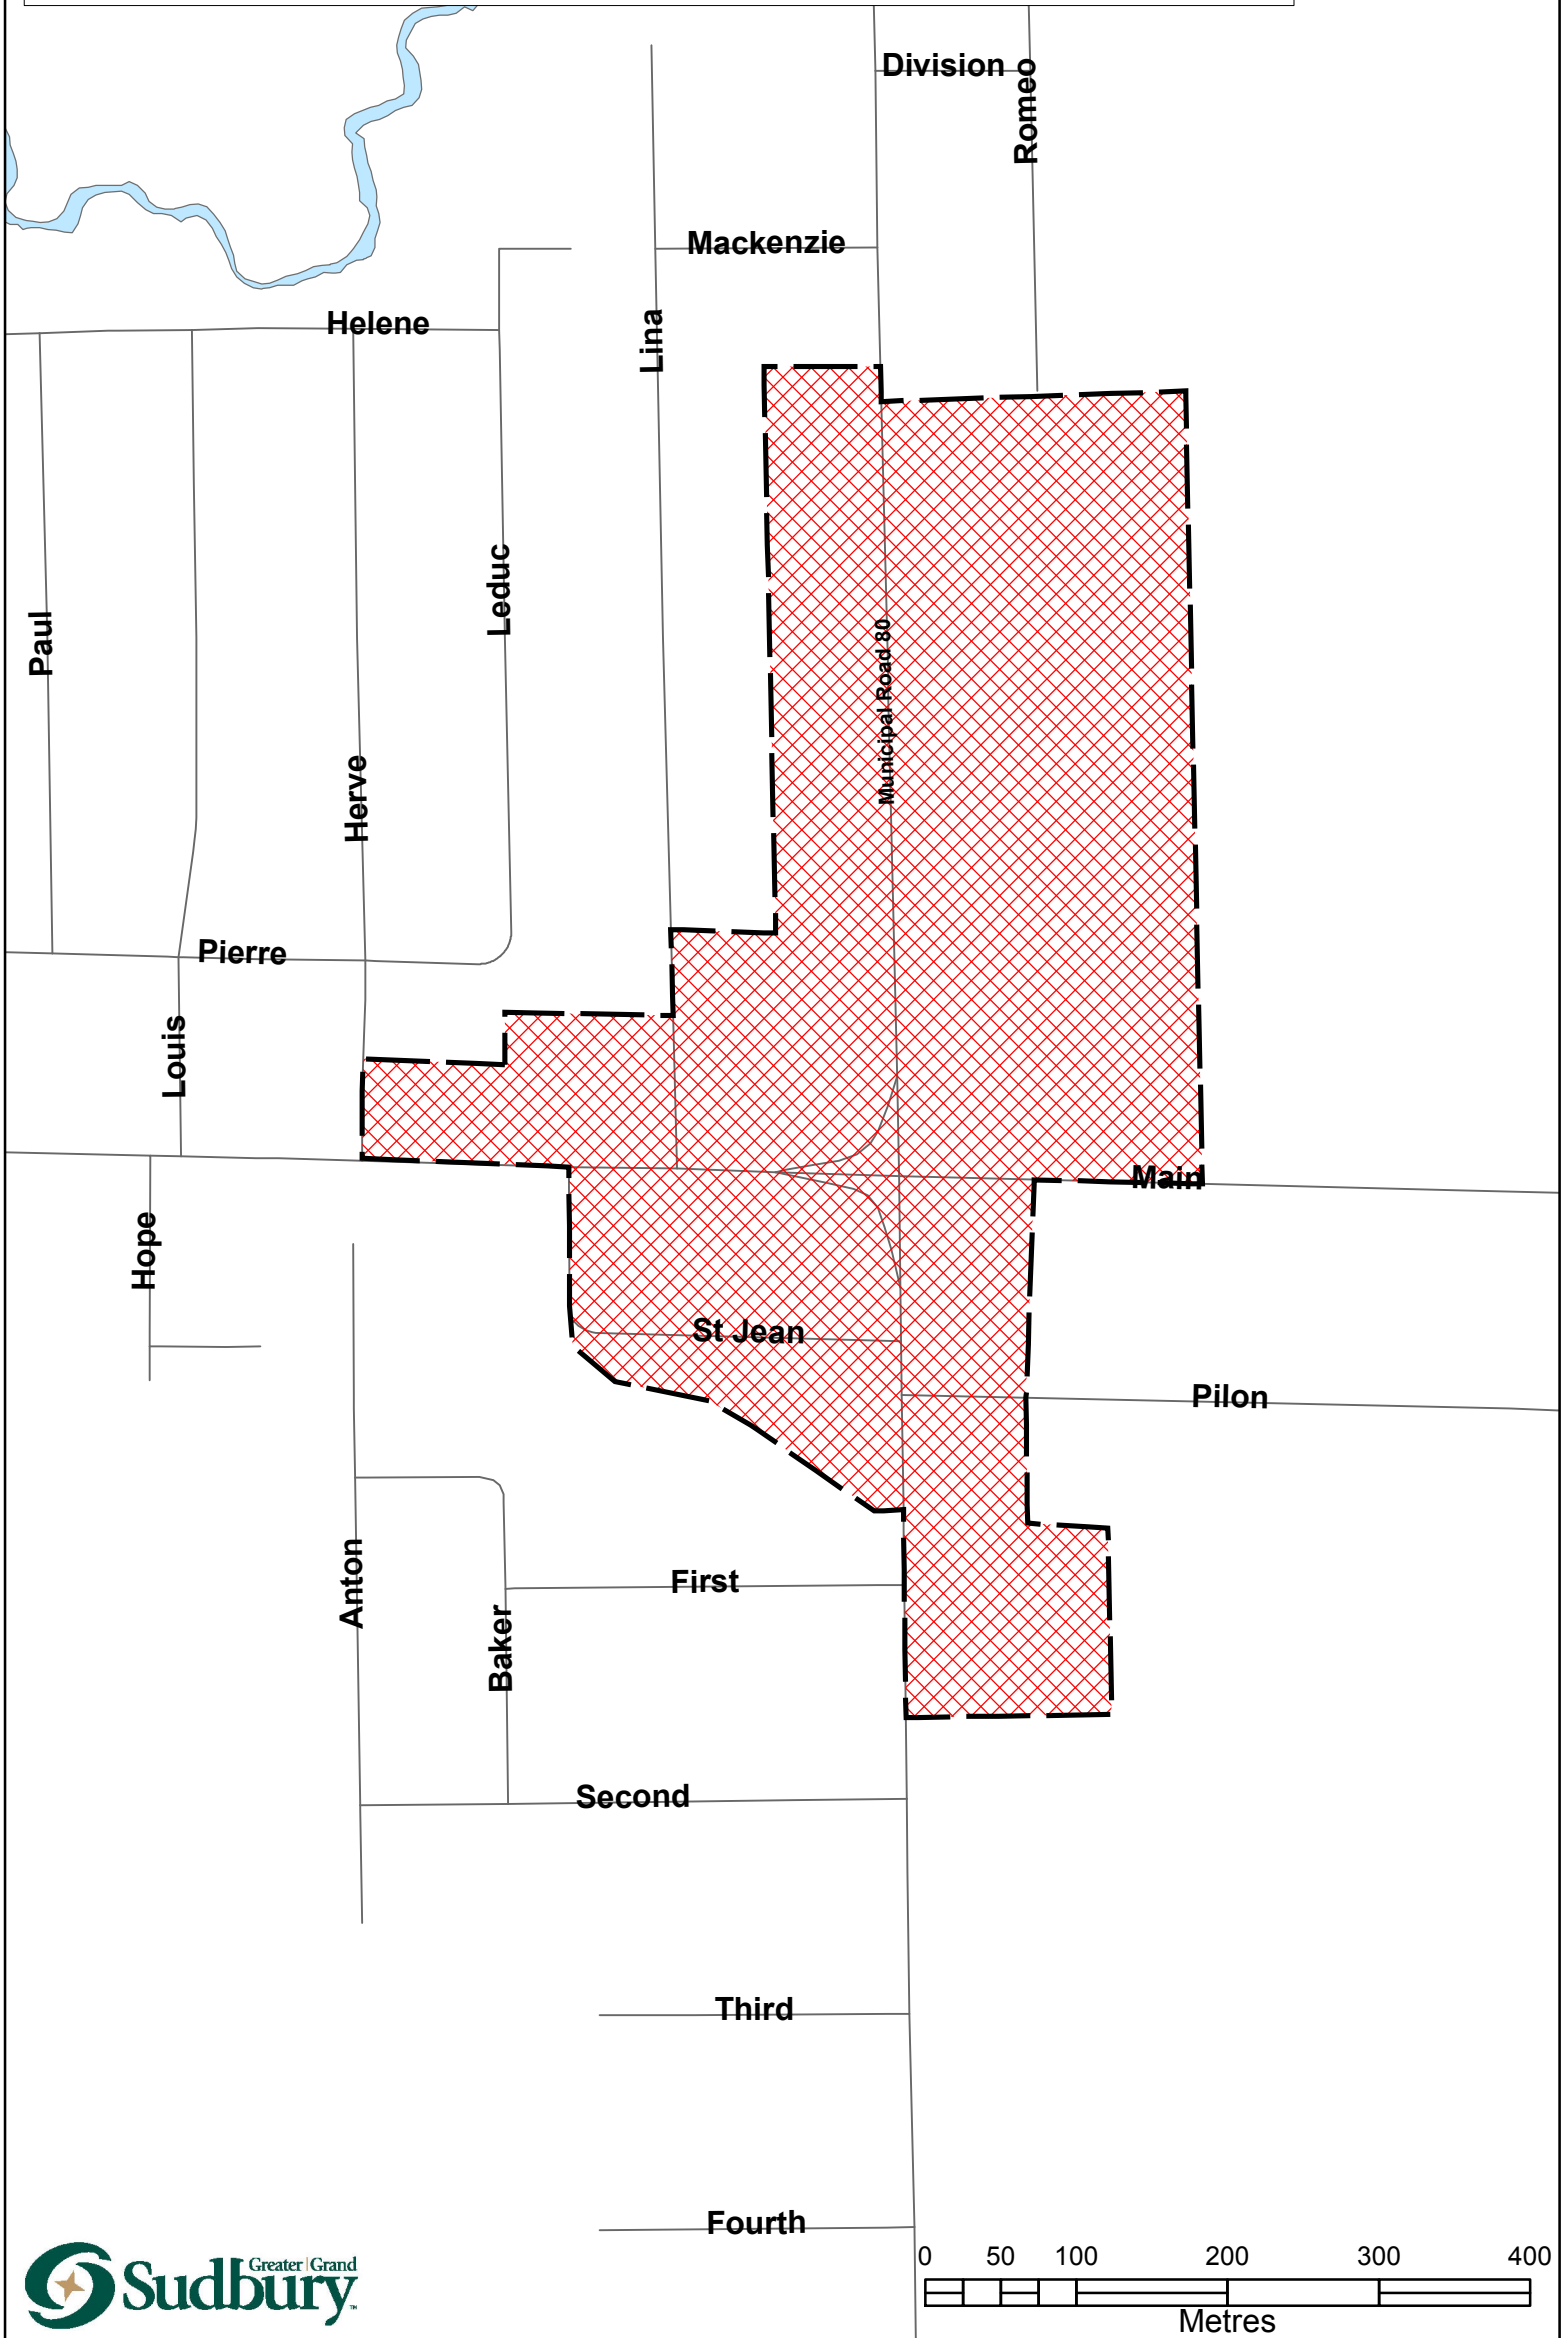 Division
Romeo
Mackenzie
Helene
Lina
Leduc
Paul
Municipal Road 80
Herve
Pierre
Louis
Main
Hope
St Jean
Pilon
Anton
First
Baker
Second
Third
Fourth
Greater | Grand
Sudbury™
0 50 100 200 300 400
Metres